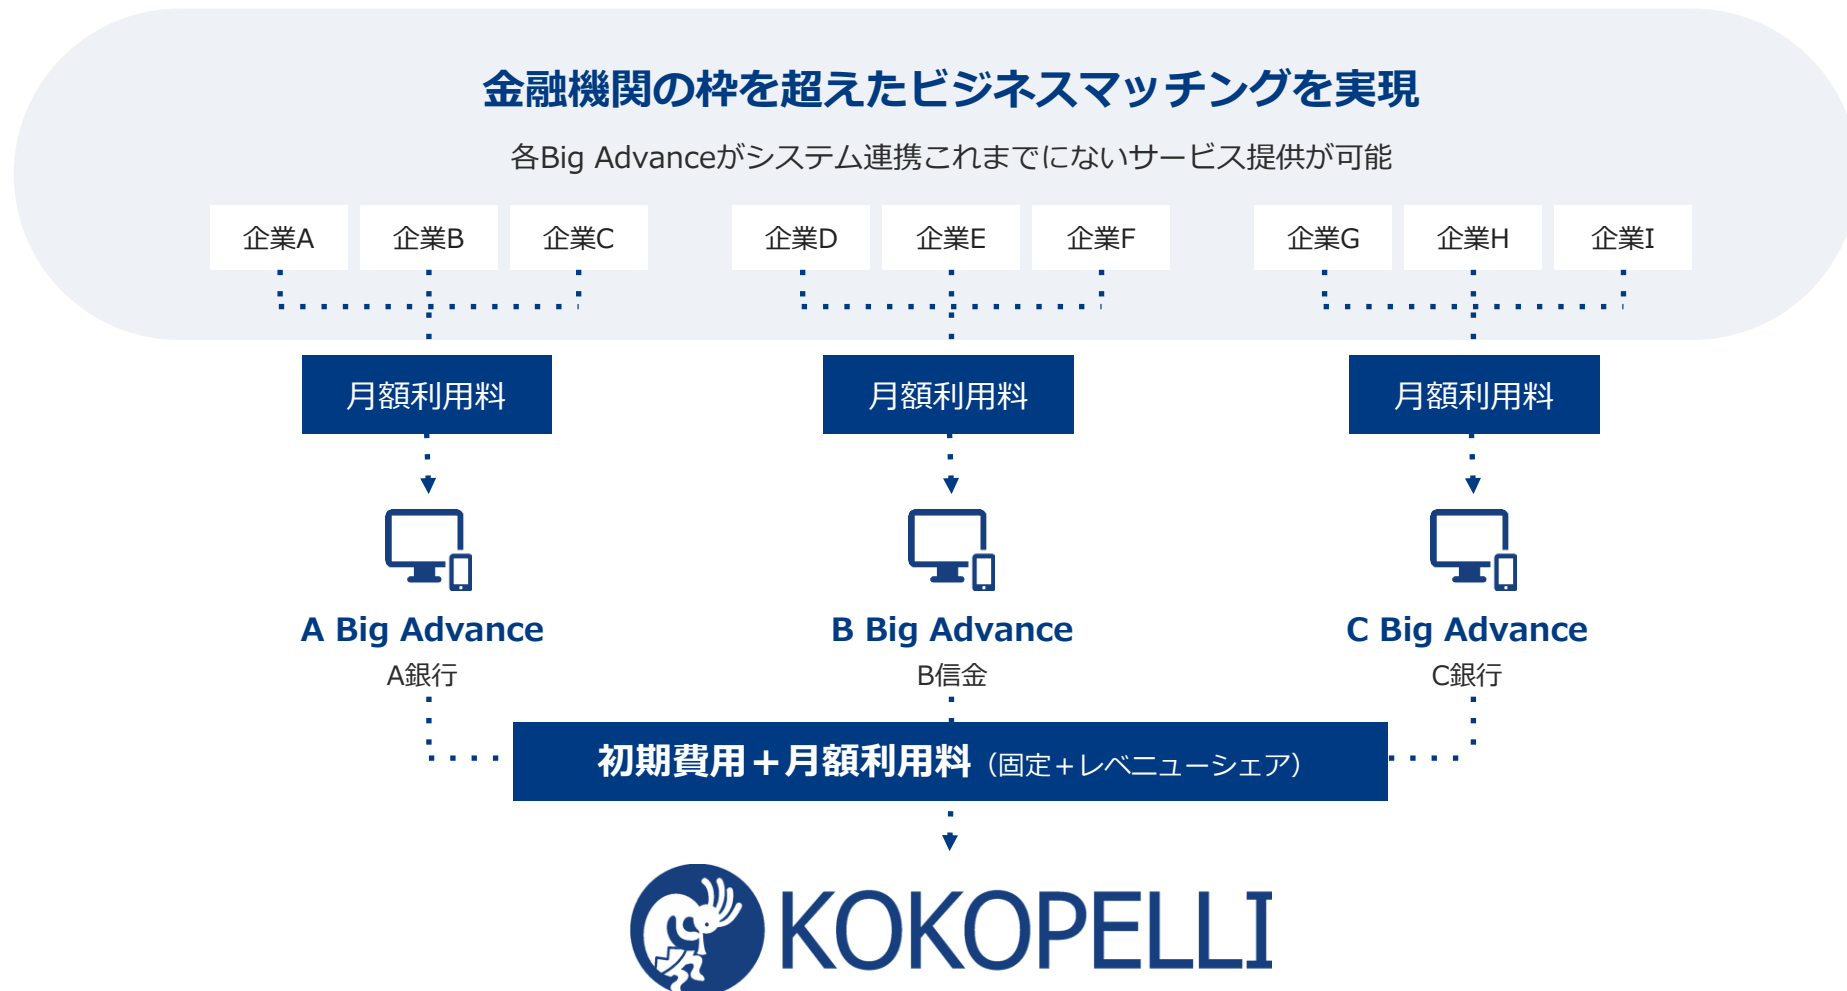 金融機関の枠を超えたビジネスマッチングを実現
各Big Advanceがシステム連携これまでにないサービス提供が可能
企業A 企業B 企業C 企業D 企業E 企業F 企業G 企業H 企業I
月額利用料 月額利用料 月額利用料
A Big Advance B Big Advance C Big Advance
A銀行 B信金 C銀行
初期費用＋月額利用料（固定＋レベニューシェア）
KOKOPELLI